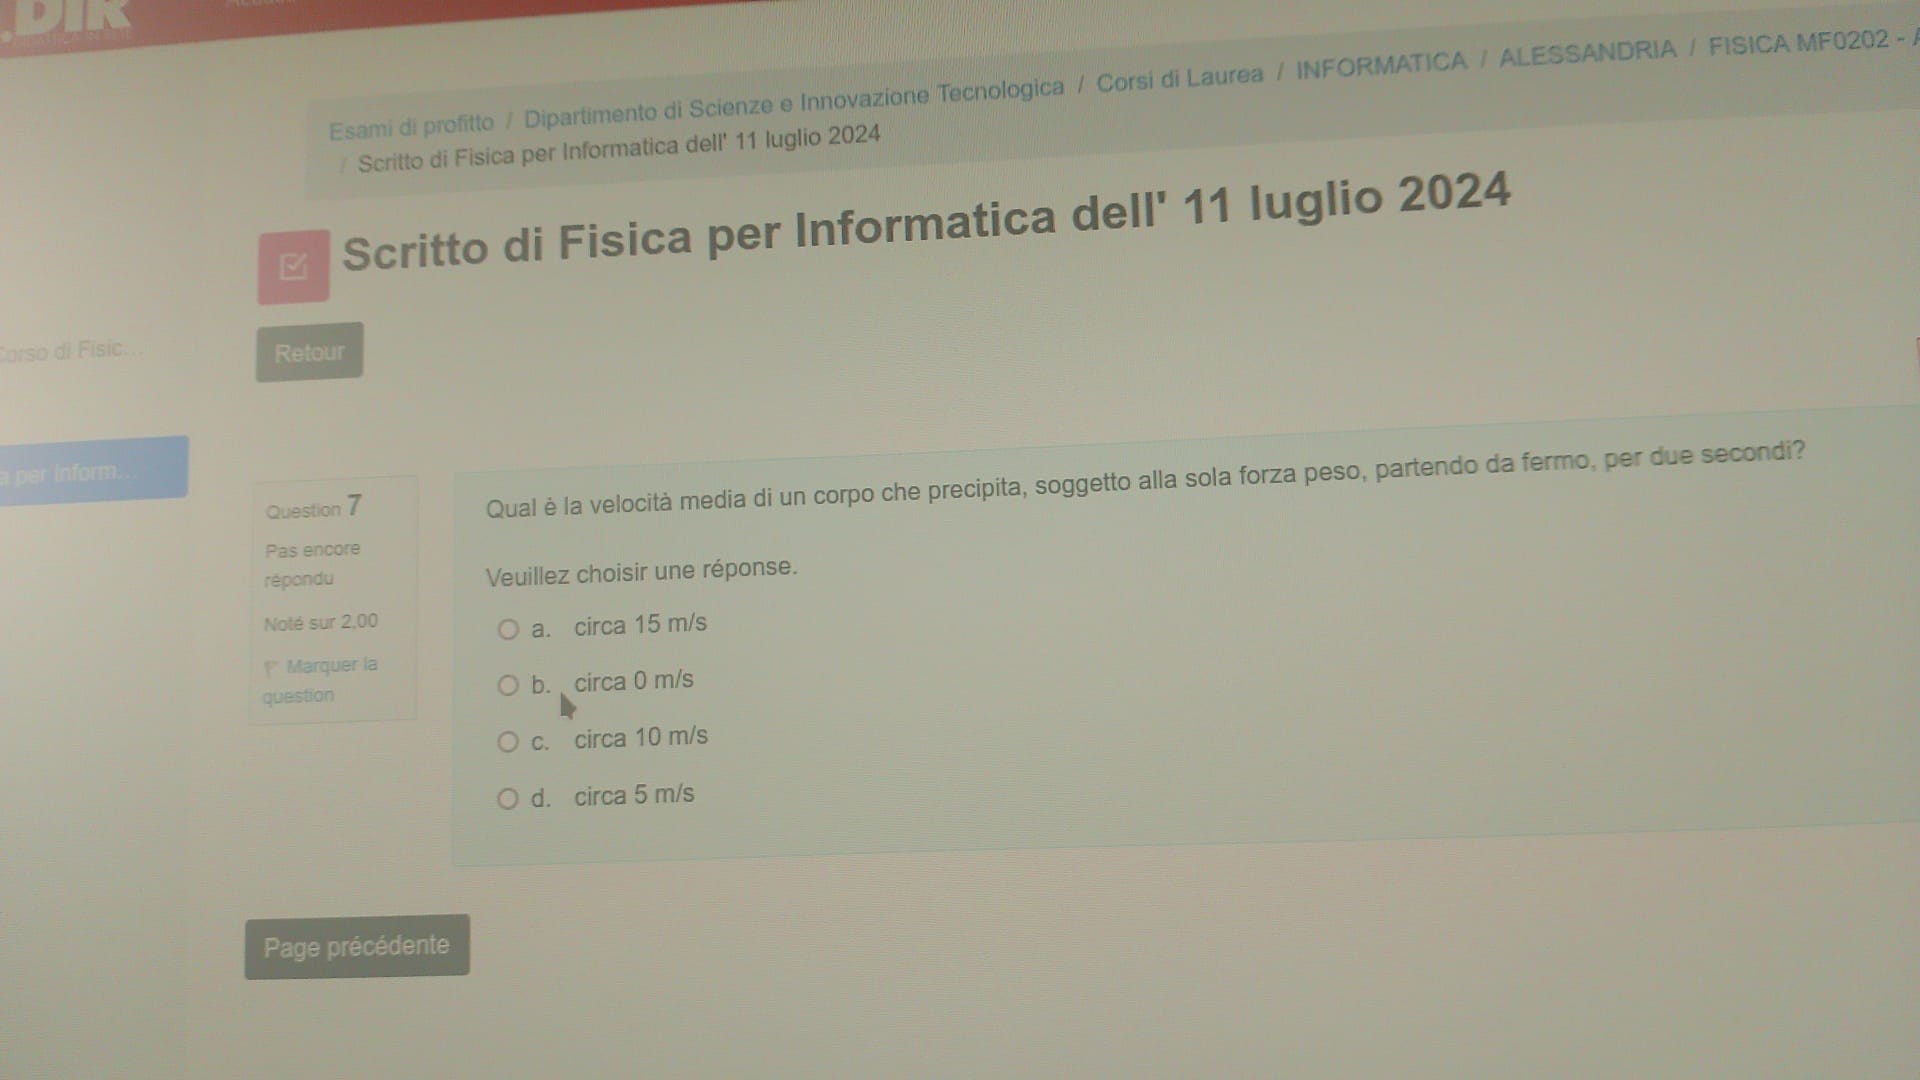 .DIR
Esami di profitto / Dipartimento di Scienze e Innovazione Tecnologica / Corsi di Laurea / INFORMATICA / ALESSANDRIA / FISICA MF0202 -
/ Scritto di Fisica per Informatica dell' 11 luglio 2024
Scritto di Fisica per Informatica dell' 11 luglio 2024
Corso di Fisic...
Retour
a per Inform...
Question 7
Pas encore
répondu
Noté sur 2,00
Marquer la
question
Qual è la velocità media di un corpo che precipita, soggetto alla sola forza peso, partendo da fermo, per due secondi?
Veuillez choisir une réponse.
a. circa 15 m/s
b. circa 0 m/s
c. circa 10 m/s
d. circa 5 m/s
Page précédente